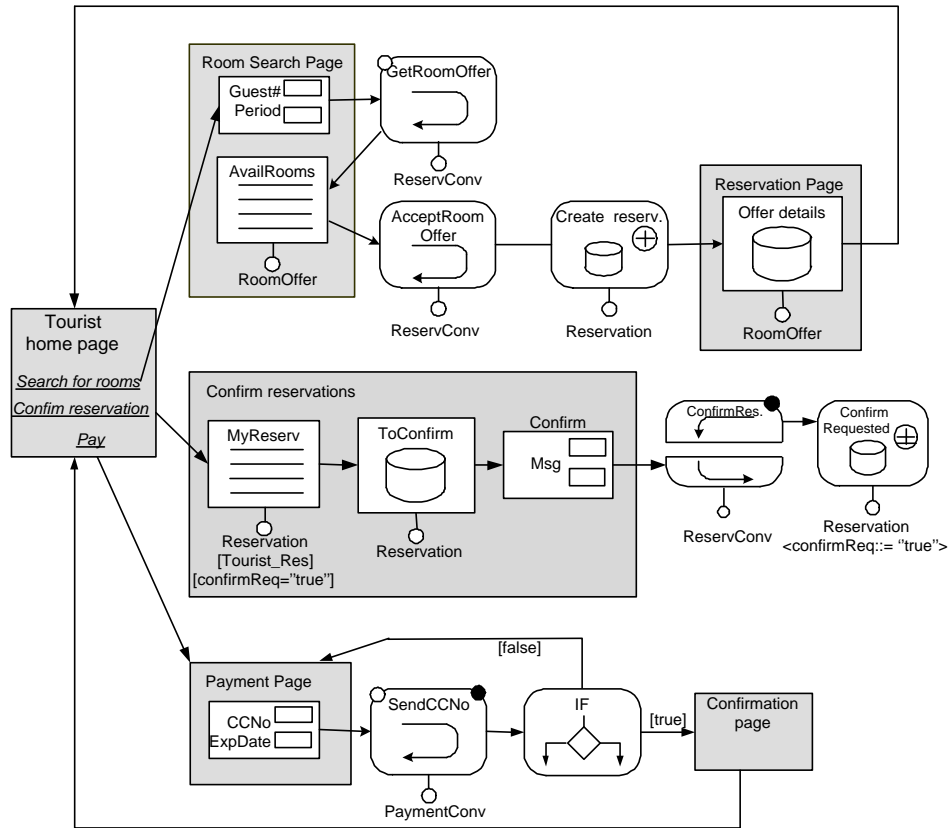 Room Search Page
Guest#
Period
GetRoomOffer
ReservConv
AvailRooms
RoomOffer
AcceptRoom
Offer
ReservConv
Create reserv.
Reservation
Reservation Page
Offer details
RoomOffer
Tourist
home page
Search for rooms
Confim reservation
Pay
Confirm reservations
MyReserv
Reservation
[Tourist_Res]
[confirmReq="true"]
ToConfirm
Reservation
Confirm
Msg
ConfirmRes.
ReservConv
Confirm
Requested
Reservation
<confirmReq::= "true">
Payment Page
CCNo
ExpDate
SendCCNo
PaymentConv
[false]
IF
[true]
Confirmation
page